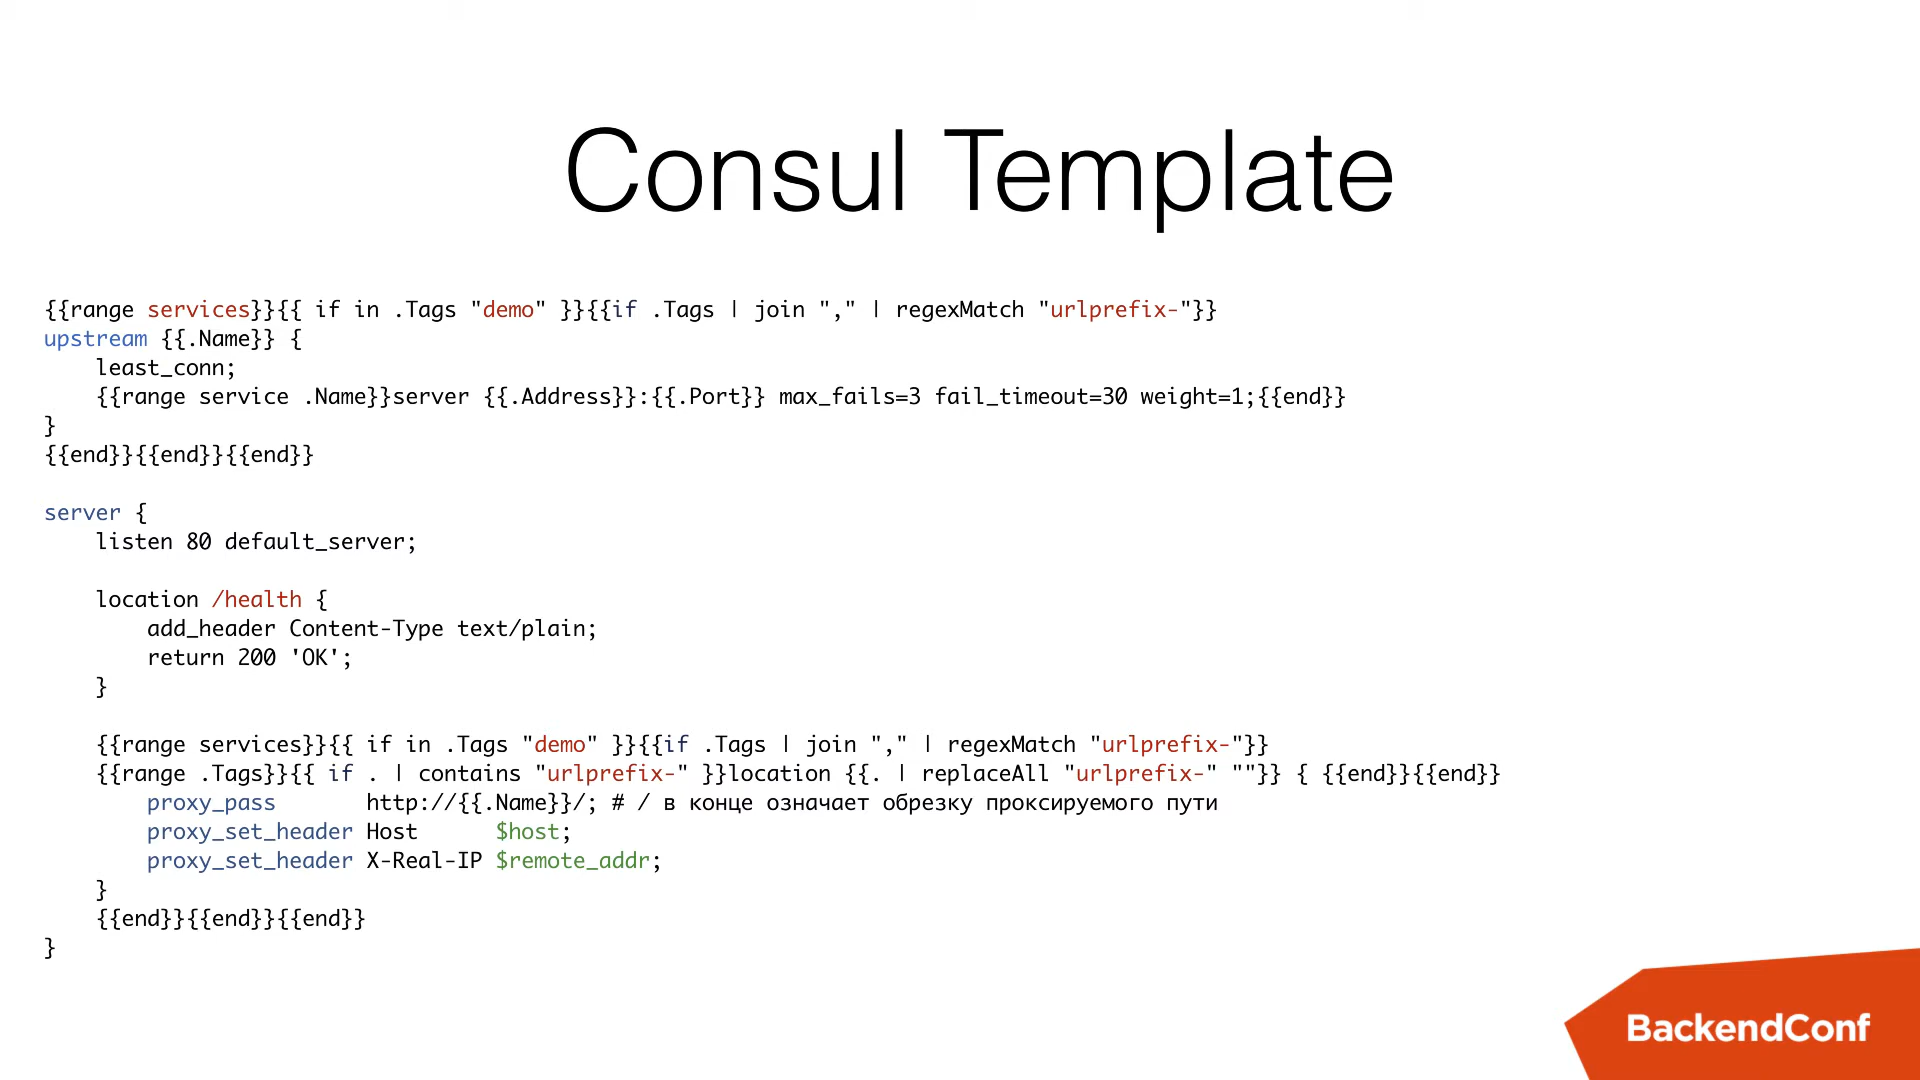 Consul Template
{{range services}}{{ if in .Tags "demo" }}{{if .Tags | join "," | regexMatch "urlprefix-"}}
upstream {{.Name}} {
    least_conn;
    {{range service .Name}}server {{.Address}}:{{.Port}} max_fails=3 fail_timeout=30 weight=1;{{end}}
}
{{end}}{{end}}{{end}}

server {
    listen 80 default_server;

    location /health {
        add_header Content-Type text/plain;
        return 200 'OK';
    }

    {{range services}}{{ if in .Tags "demo" }}{{if .Tags | join "," | regexMatch "urlprefix-"}}
    {{range .Tags}}{{ if . | contains "urlprefix-" }}location {{. | replaceAll "urlprefix-" ""}} { {{end}}{{end}}
        proxy_pass       http://{{.Name}}/; # / в конце означает обрезку проксируемого пути
        proxy_set_header Host      $host;
        proxy_set_header X-Real-IP $remote_addr;
    }
    {{end}}{{end}}{{end}}
}
BackendConf